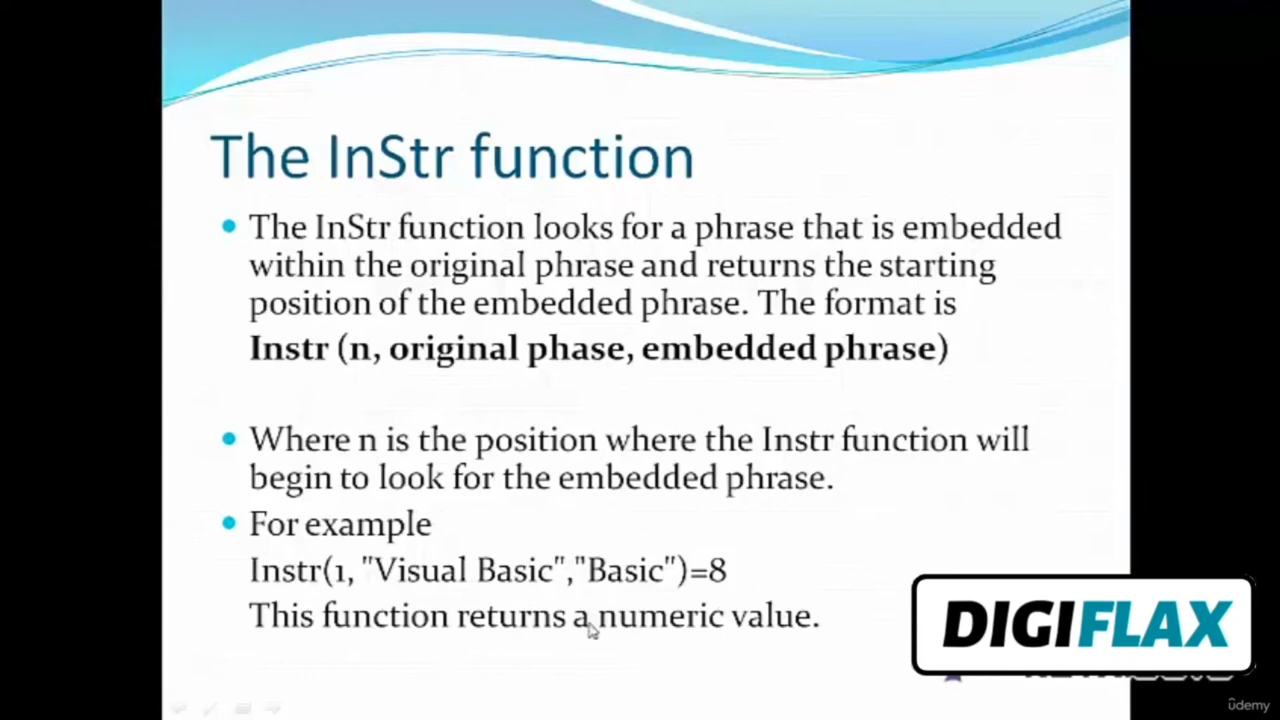 The InStr function
The InStr function looks for a phrase that is embedded
within the original phrase and returns the starting
position of the embedded phrase. The format is
Instr (n, original phase, embedded phrase)
Where n is the position where the Instr function will
begin to look for the embedded phrase.
For example
Instr(1, "Visual Basic","Basic")=8
This function returns a numeric value.
DIGIFLAX
ûdemy